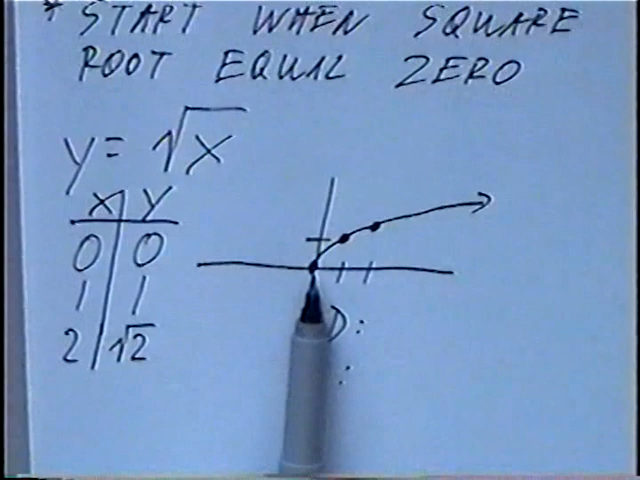 * START WHEN SQUARE
ROOT EQUAL ZERO
y = √x
x y
0 0
1 1
2 √2
D:
: